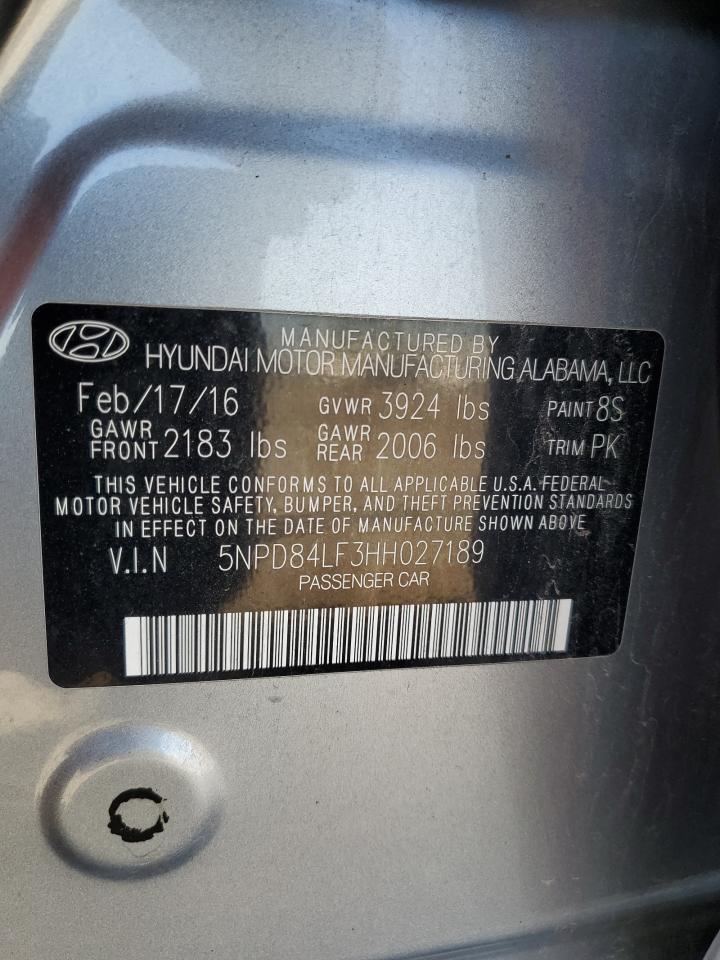 MANUFACTURED BY
HYUNDAI MOTOR MANUFACTURING ALABAMA, LLC
Feb/17/16 GVWR 3924 lbs PAINT 8S
GAWR FRONT 2183 lbs GAWR REAR 2006 lbs TRIM PK
THIS VEHICLE CONFORMS TO ALL APPLICABLE U.S.A. FEDERAL
MOTOR VEHICLE SAFETY, BUMPER, AND THEFT PREVENTION STANDARDS
IN EFFECT ON THE DATE OF MANUFACTURE SHOWN ABOVE.
V.I.N 5NPD84LF3HH027189
PASSENGER CAR